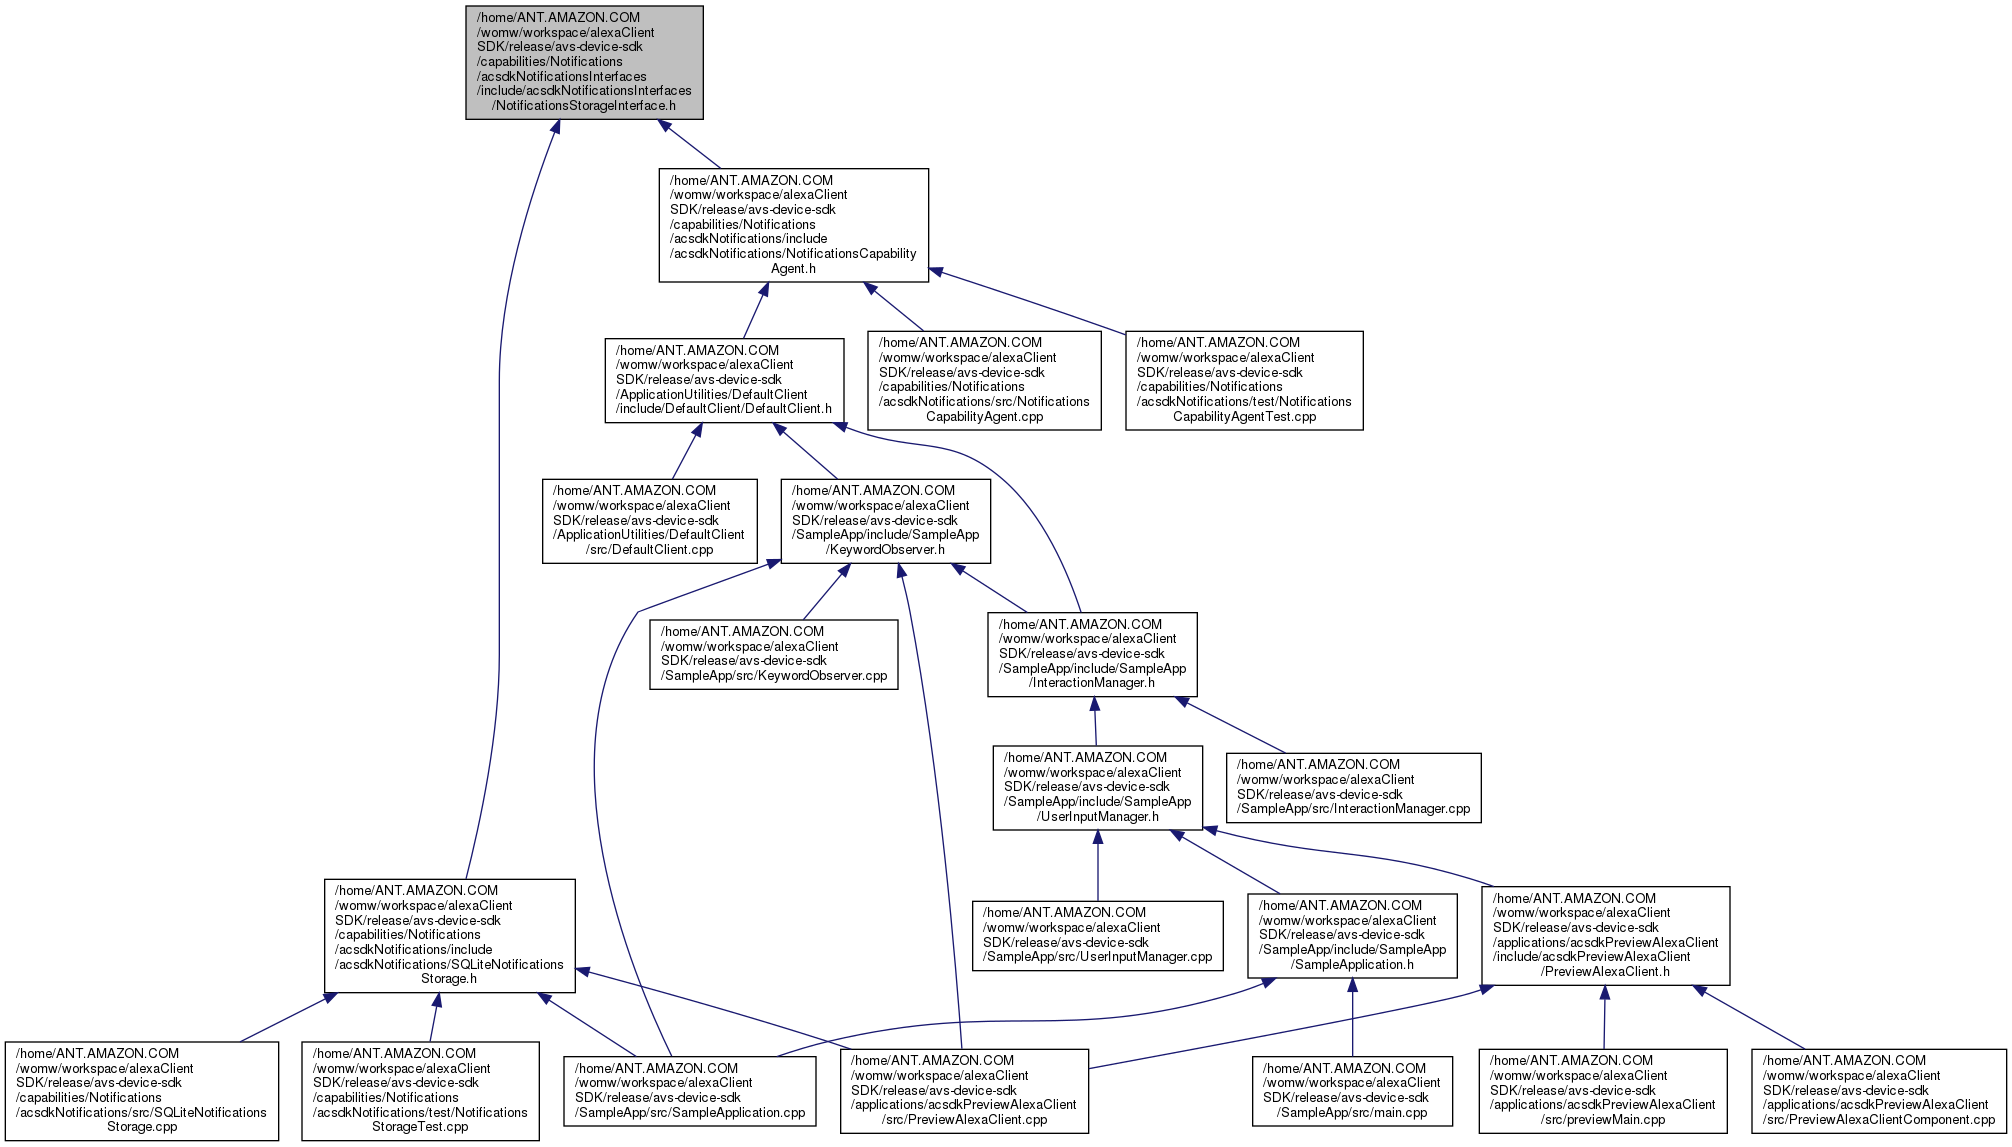 /home/ANT.AMAZON.COM
/womw/workspace/alexaClient
SDK/release/avs-device-sdk
/capabilities/Notifications
/acsdkNotificationsInterfaces
/include/acsdkNotificationsInterfaces
/NotificationsStorageInterface.h
/home/ANT.AMAZON.COM
/womw/workspace/alexaClient
SDK/release/avs-device-sdk
/capabilities/Notifications
/acsdkNotifications/include
/acsdkNotifications/NotificationsCapability
Agent.h
/home/ANT.AMAZON.COM
/womw/workspace/alexaClient
SDK/release/avs-device-sdk
/ApplicationUtilities/DefaultClient
/include/DefaultClient/DefaultClient.h
/home/ANT.AMAZON.COM
/womw/workspace/alexaClient
SDK/release/avs-device-sdk
/capabilities/Notifications
/acsdkNotifications/src/Notifications
CapabilityAgent.cpp
/home/ANT.AMAZON.COM
/womw/workspace/alexaClient
SDK/release/avs-device-sdk
/capabilities/Notifications
/acsdkNotifications/test/Notifications
CapabilityAgentTest.cpp
/home/ANT.AMAZON.COM
/womw/workspace/alexaClient
SDK/release/avs-device-sdk
/ApplicationUtilities/DefaultClient
/src/DefaultClient.cpp
/home/ANT.AMAZON.COM
/womw/workspace/alexaClient
SDK/release/avs-device-sdk
/SampleApp/include/SampleApp
/KeywordObserver.h
/home/ANT.AMAZON.COM
/womw/workspace/alexaClient
SDK/release/avs-device-sdk
/SampleApp/src/KeywordObserver.cpp
/home/ANT.AMAZON.COM
/womw/workspace/alexaClient
SDK/release/avs-device-sdk
/SampleApp/include/SampleApp
/InteractionManager.h
/home/ANT.AMAZON.COM
/womw/workspace/alexaClient
SDK/release/avs-device-sdk
/SampleApp/include/SampleApp
/UserInputManager.h
/home/ANT.AMAZON.COM
/womw/workspace/alexaClient
SDK/release/avs-device-sdk
/SampleApp/src/InteractionManager.cpp
/home/ANT.AMAZON.COM
/womw/workspace/alexaClient
SDK/release/avs-device-sdk
/capabilities/Notifications
/acsdkNotifications/include
/acsdkNotifications/SQLiteNotifications
Storage.h
/home/ANT.AMAZON.COM
/womw/workspace/alexaClient
SDK/release/avs-device-sdk
/SampleApp/src/UserInputManager.cpp
/home/ANT.AMAZON.COM
/womw/workspace/alexaClient
SDK/release/avs-device-sdk
/SampleApp/include/SampleApp
/SampleApplication.h
/home/ANT.AMAZON.COM
/womw/workspace/alexaClient
SDK/release/avs-device-sdk
/applications/acsdkPreviewAlexaClient
/include/acsdkPreviewAlexaClient
/PreviewAlexaClient.h
/home/ANT.AMAZON.COM
/womw/workspace/alexaClient
SDK/release/avs-device-sdk
/capabilities/Notifications
/acsdkNotifications/src/SQLiteNotifications
Storage.cpp
/home/ANT.AMAZON.COM
/womw/workspace/alexaClient
SDK/release/avs-device-sdk
/capabilities/Notifications
/acsdkNotifications/test/Notifications
StorageTest.cpp
/home/ANT.AMAZON.COM
/womw/workspace/alexaClient
SDK/release/avs-device-sdk
/SampleApp/src/SampleApplication.cpp
/home/ANT.AMAZON.COM
/womw/workspace/alexaClient
SDK/release/avs-device-sdk
/applications/acsdkPreviewAlexaClient
/src/PreviewAlexaClient.cpp
/home/ANT.AMAZON.COM
/womw/workspace/alexaClient
SDK/release/avs-device-sdk
/SampleApp/src/main.cpp
/home/ANT.AMAZON.COM
/womw/workspace/alexaClient
SDK/release/avs-device-sdk
/applications/acsdkPreviewAlexaClient
/src/previewMain.cpp
/home/ANT.AMAZON.COM
/womw/workspace/alexaClient
SDK/release/avs-device-sdk
/applications/acsdkPreviewAlexaClient
/src/PreviewAlexaClientComponent.cpp